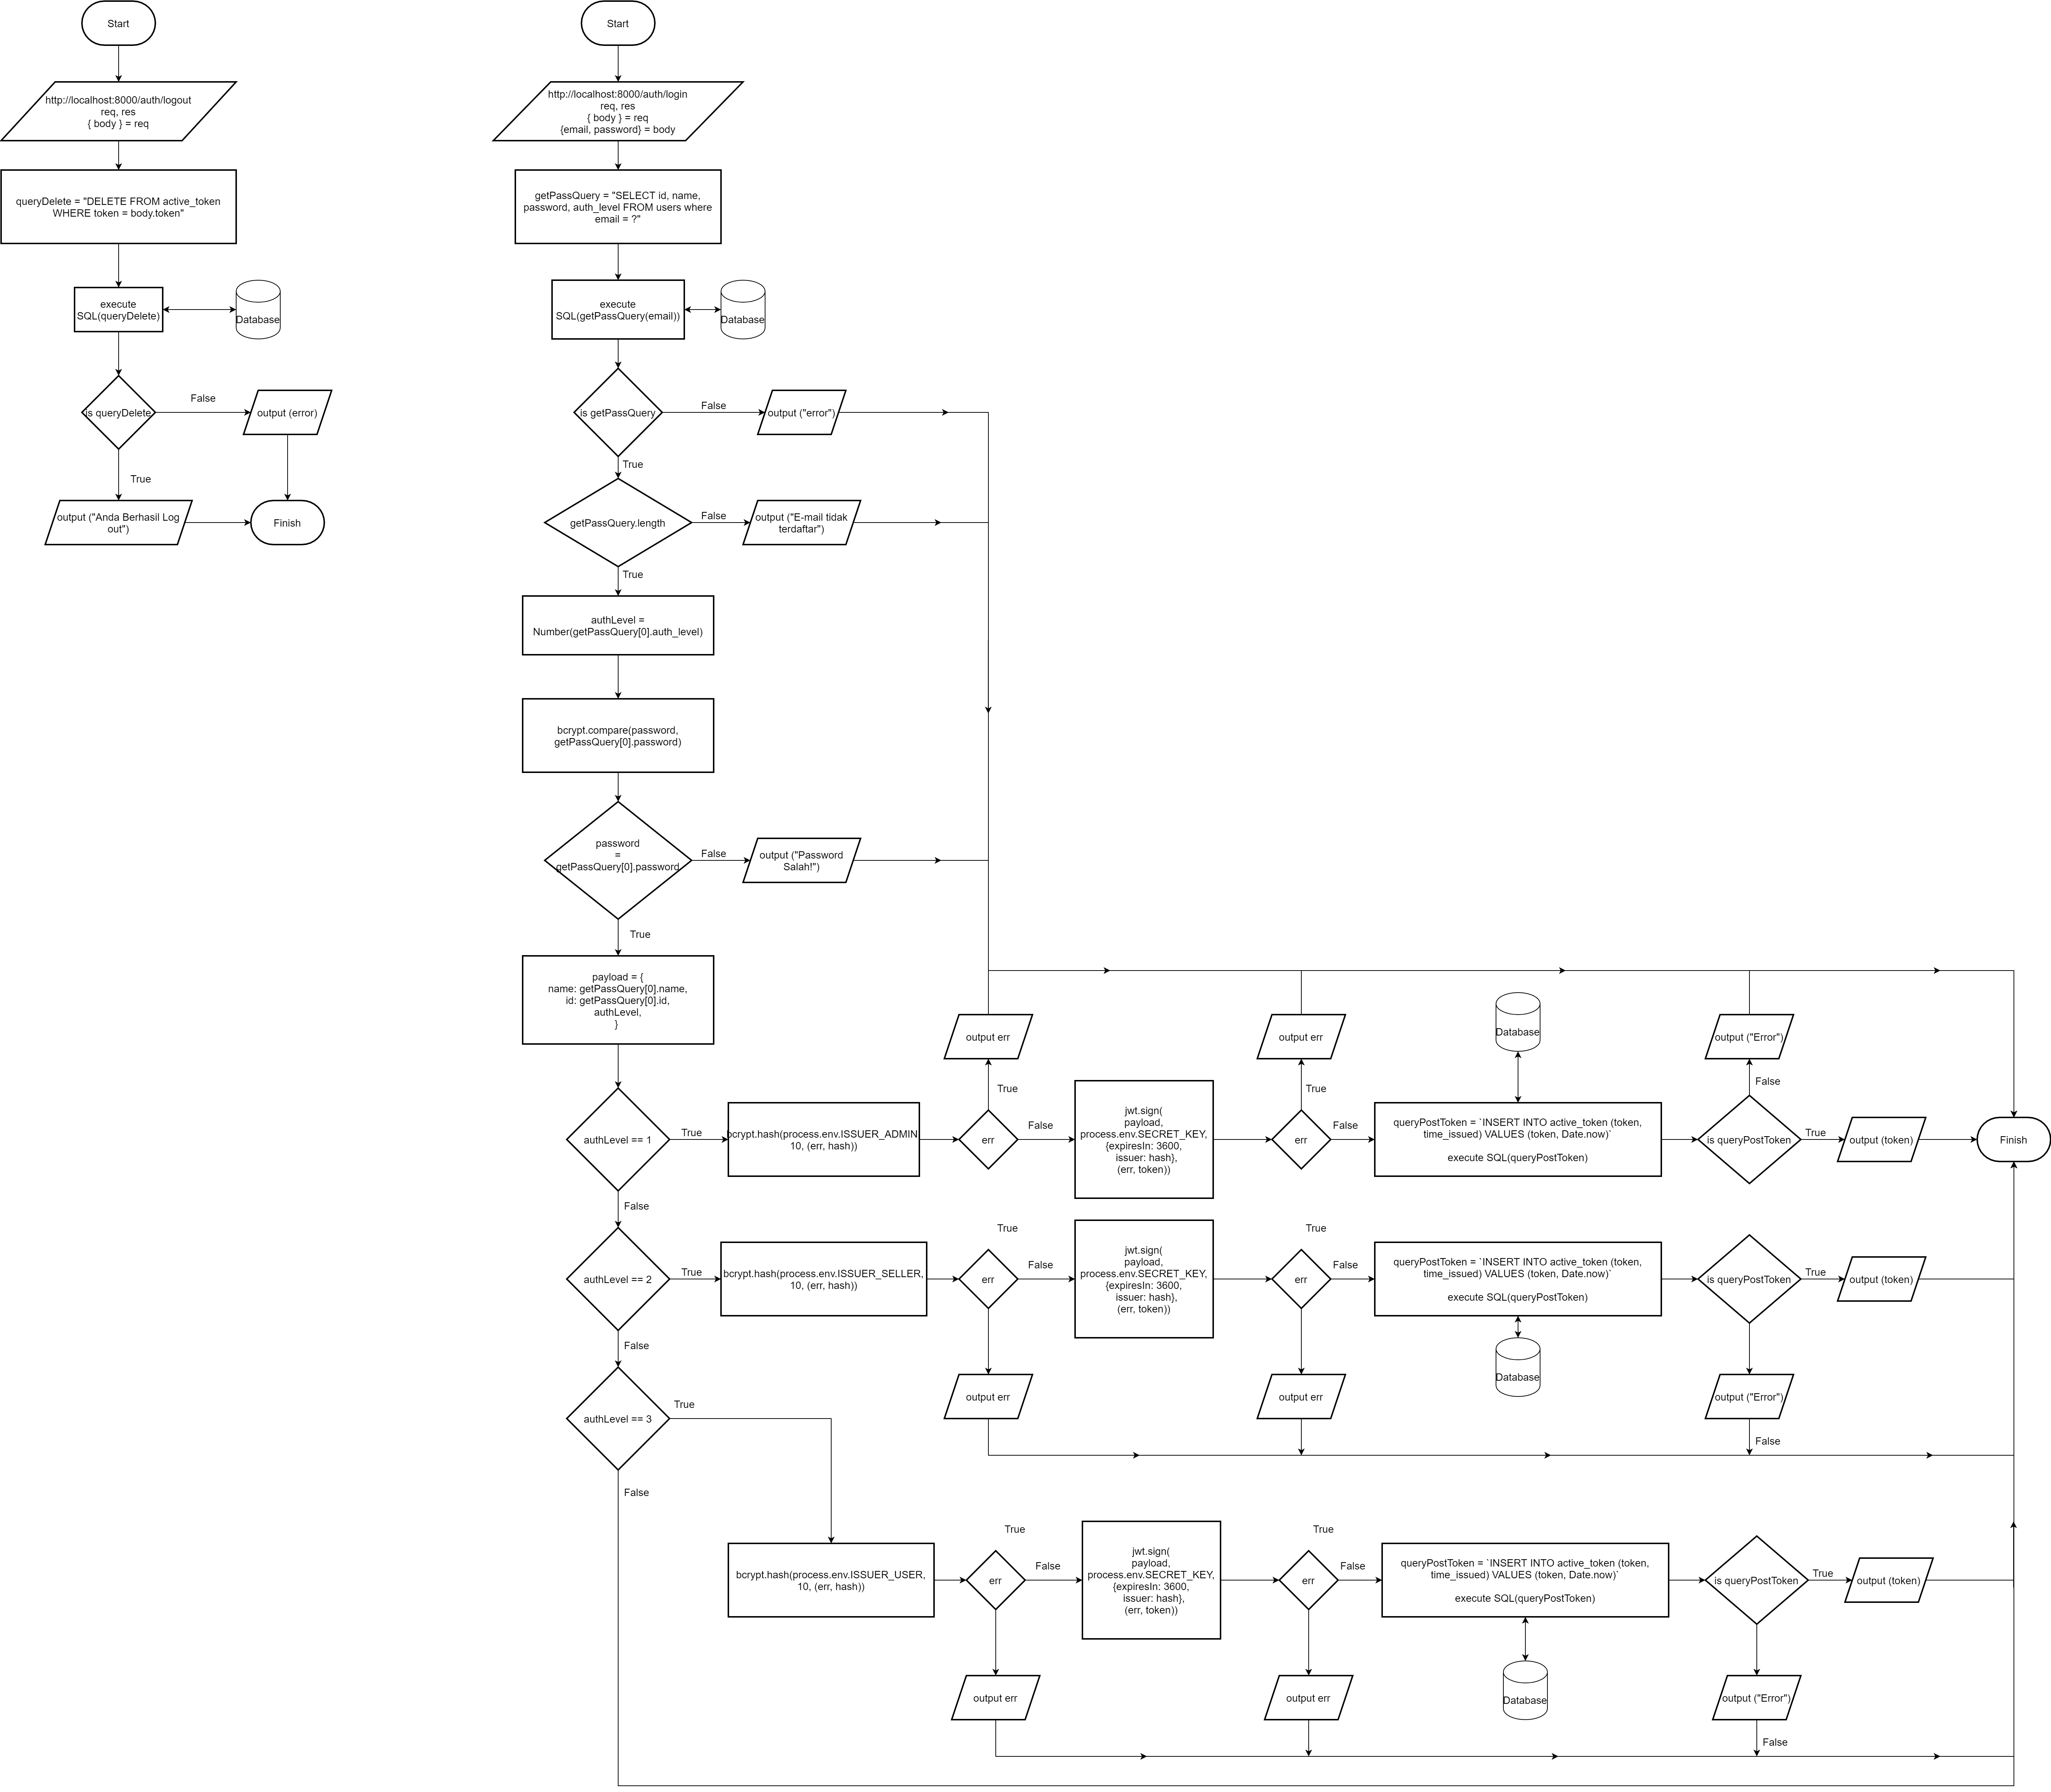 Start
http://localhost:8000/auth/logout
req, res
{ body } = req
queryDelete = "DELETE FROM active_token
WHERE token = body.token"
execute
SQL(queryDelete)
Database
is queryDelete
False
output (error)
True
output ("Anda Berhasil Log
out")
Finish
Start
http://localhost:8000/auth/login
req, res
{ body } = req
{email, password} = body
getPassQuery = "SELECT id, name,
password, auth_level FROM users where
email = ?"
execute
SQL(getPassQuery(email))
Database
is getPassQuery
False
output ("error")
True
getPassQuery.length
False
output ("E-mail tidak
terdaftar")
True
authLevel =
Number(getPassQuery[0].auth_level)
bcrypt.compare(password,
getPassQuery[0].password)
password
=
getPassQuery[0].password
False
output ("Password
Salah!")
True
payload = {
name: getPassQuery[0].name,
id: getPassQuery[0].id,
authLevel,
}
authLevel == 1
True
bcrypt.hash(process.env.ISSUER_ADMIN,
10, (err, hash))
err
True
output err
False
jwt.sign(
payload,
process.env.SECRET_KEY,
{expiresIn: 3600,
issuer: hash},
(err, token))
err
True
output err
False
queryPostToken = `INSERT INTO active_token (token,
time_issued) VALUES (token, Date.now)`
execute SQL(queryPostToken)
Database
is queryPostToken
False
output ("Error")
True
output (token)
Finish
False
authLevel == 2
True
bcrypt.hash(process.env.ISSUER_SELLER,
10, (err, hash))
err
True
output err
False
jwt.sign(
payload,
process.env.SECRET_KEY,
{expiresIn: 3600,
issuer: hash},
(err, token))
err
True
output err
False
queryPostToken = `INSERT INTO active_token (token,
time_issued) VALUES (token, Date.now)`
execute SQL(queryPostToken)
Database
is queryPostToken
True
output (token)
output ("Error")
False
False
authLevel == 3
True
False
bcrypt.hash(process.env.ISSUER_USER,
10, (err, hash))
err
True
output err
False
jwt.sign(
payload,
process.env.SECRET_KEY,
{expiresIn: 3600,
issuer: hash},
(err, token))
err
True
output err
False
queryPostToken = `INSERT INTO active_token (token,
time_issued) VALUES (token, Date.now)`
execute SQL(queryPostToken)
Database
is queryPostToken
True
output (token)
output ("Error")
False